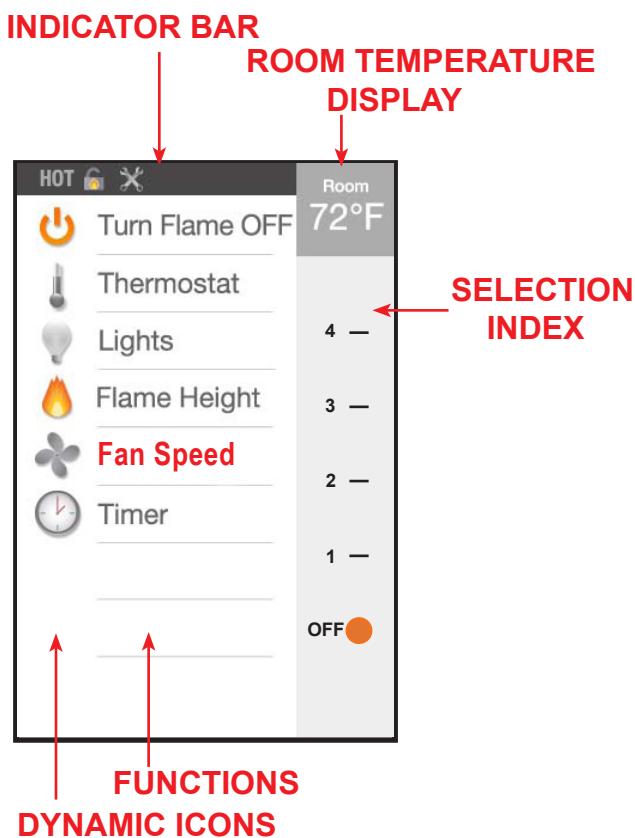 INDICATOR BAR
ROOM TEMPERATURE
DISPLAY
HOT
Room
72°F
Turn Flame OFF
Thermostat
Lights
Flame Height
Fan Speed
Timer
4
3
2
1
OFF
SELECTION
INDEX
FUNCTIONS
DYNAMIC ICONS